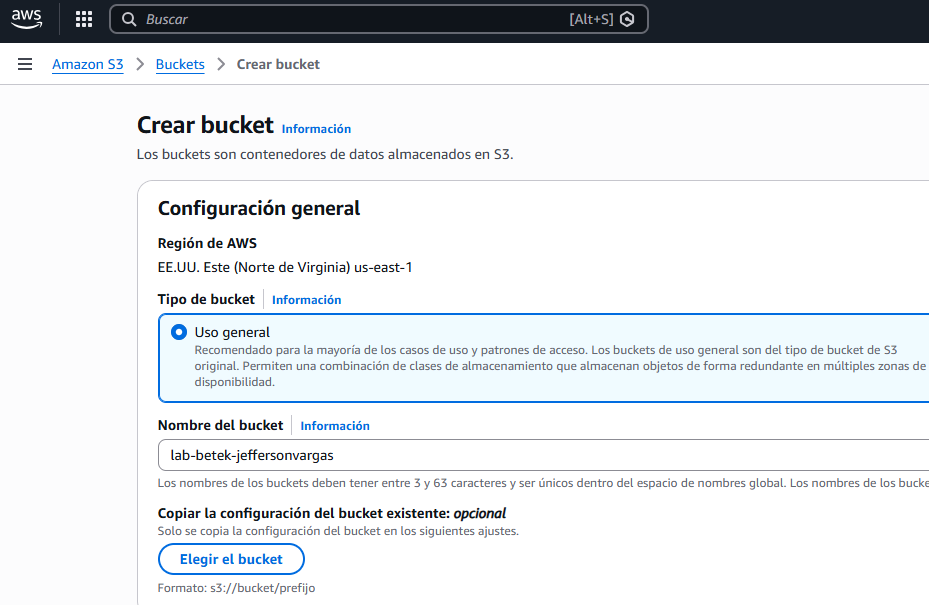 aws
Buscar [Alt+S]
Amazon S3 > Buckets > Crear bucket
Crear bucket Información
Los buckets son contenedores de datos almacenados en S3.
Configuración general
Región de AWS
EE.UU. Este (Norte de Virginia) us-east-1
Tipo de bucket Información
Uso general
Recomendado para la mayoría de los casos de uso y patrones de acceso. Los buckets de uso general son del tipo de bucket de S3
original. Permiten una combinación de clases de almacenamiento que almacenan objetos de forma redundante en múltiples zonas de
disponibilidad.
Nombre del bucket Información
lab-betek-jeffersonvargas
Los nombres de los buckets deben tener entre 3 y 63 caracteres y ser únicos dentro del espacio de nombres global. Los nombres de los bucke
Copiar la configuración del bucket existente: opcional
Solo se copia la configuración del bucket en los siguientes ajustes.
Elegir el bucket
Formato: s3://bucket/prefijo